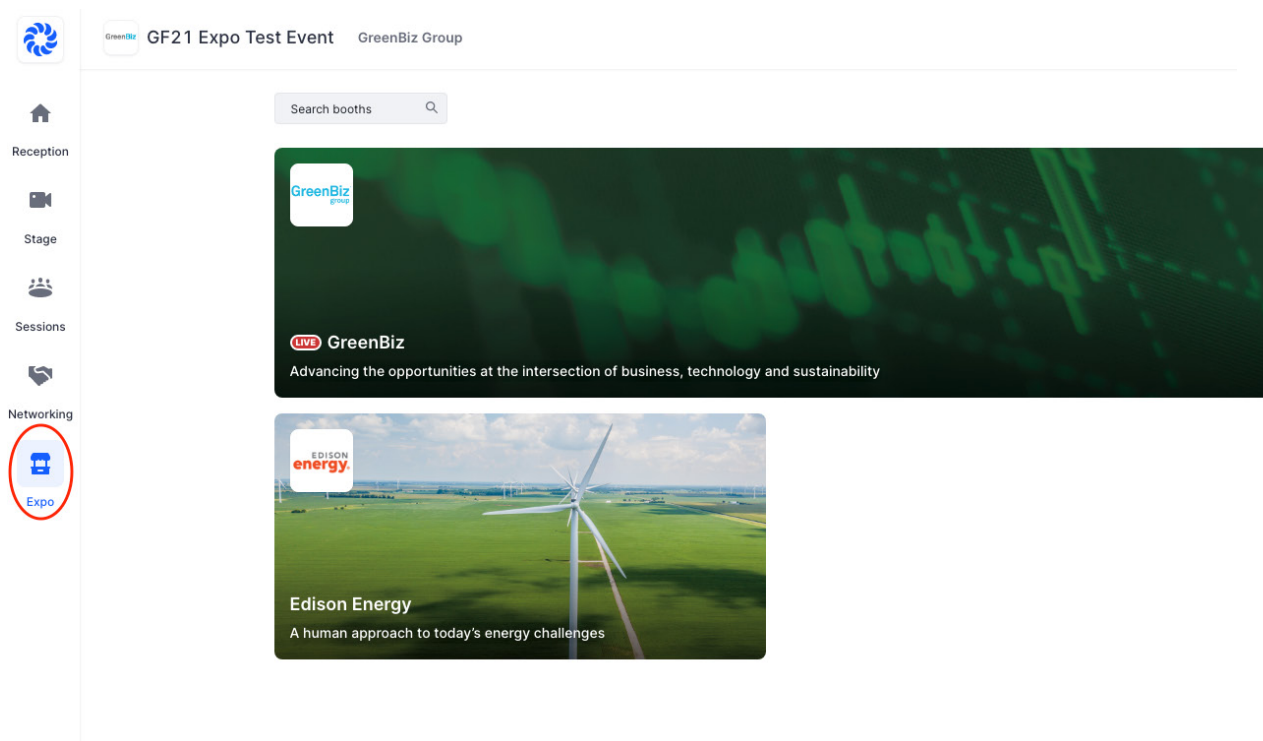 GreenBiz GF21 Expo Test Event GreenBiz Group
Search booths
Reception
Stage
Sessions
Networking
Expo
GreenBiz
group
LIVE GreenBiz
Advancing the opportunities at the intersection of business, technology and sustainability
EDISON
energy.
Edison Energy
A human approach to today's energy challenges